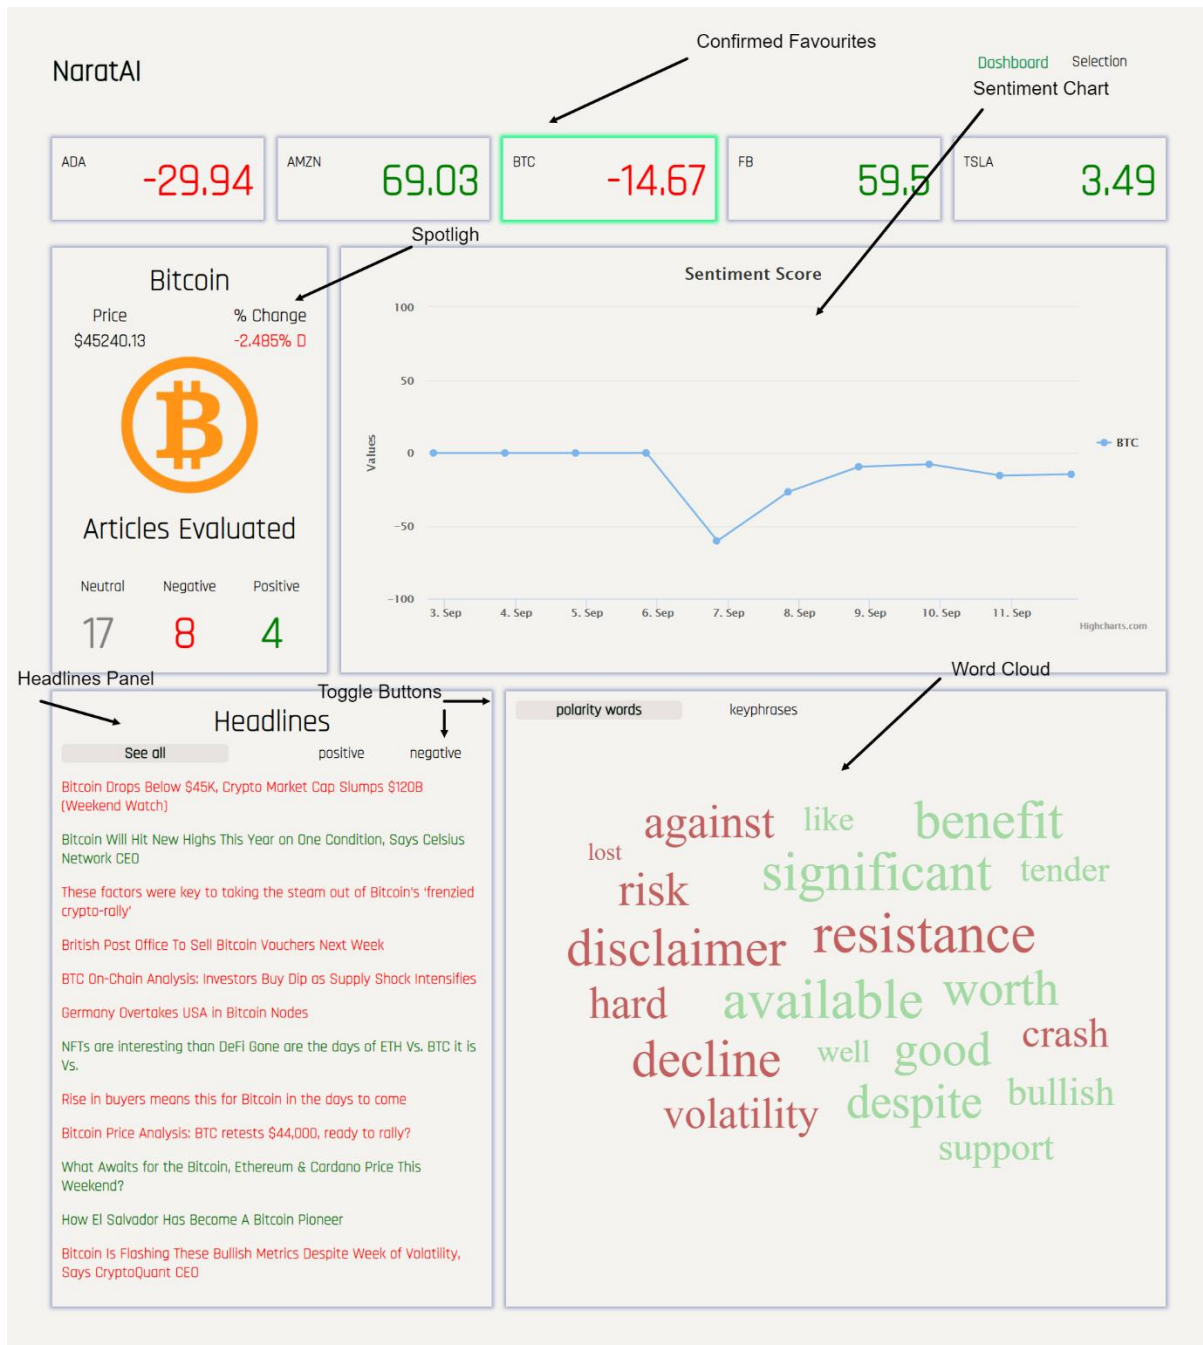 Confirmed Favourites
NaratAI
Dashboard Selection
Sentiment Chart
ADA -29.94
AMZN 69.03
BTC -14.67
FB 59.5
TSLA 3.49
Spotligh
Bitcoin
Price % Change
$45240.13 -2.485% D
Articles Evaluated
Neutral Negative Positive
17 8 4
Sentiment Score
100
50
0
-50
-100
Values
3. Sep 4. Sep 5. Sep 6. Sep 7. Sep 8. Sep 9. Sep 10. Sep 11. Sep
BTC
Highcharts.com
Headlines Panel
Toggle Buttons
Word Cloud
Headlines
See all positive negative
Bitcoin Drops Below $45K, Crypto Market Cap Slumps $120B
(Weekend Watch)
Bitcoin Will Hit New Highs This Year on One Condition, Says Celsius
Network CEO
These factors were key to taking the steam out of Bitcoin's 'frenzied
crypto-rally'
British Post Office To Sell Bitcoin Vouchers Next Week
BTC On-Chain Analysis: Investors Buy Dip as Supply Shock Intensifies
Germany Overtakes USA in Bitcoin Nodes
NFTs are interesting than DeFi Gone are the days of ETH Vs. BTC it is
Vs.
Rise in buyers means this for Bitcoin in the days to come
Bitcoin Price Analysis: BTC retests $44,000, ready to rally?
What Awaits for the Bitcoin, Ethereum & Cardano Price This
Weekend?
How El Salvador Has Become A Bitcoin Pioneer
Bitcoin Is Flashing These Bullish Metrics Despite Week of Volatility,
Says CryptoQuant CEO
polarity words keyphrases
against like benefit
lost
significant tender
risk
disclaimer resistance
hard available worth
crash
decline well good
volatility despite bullish
support